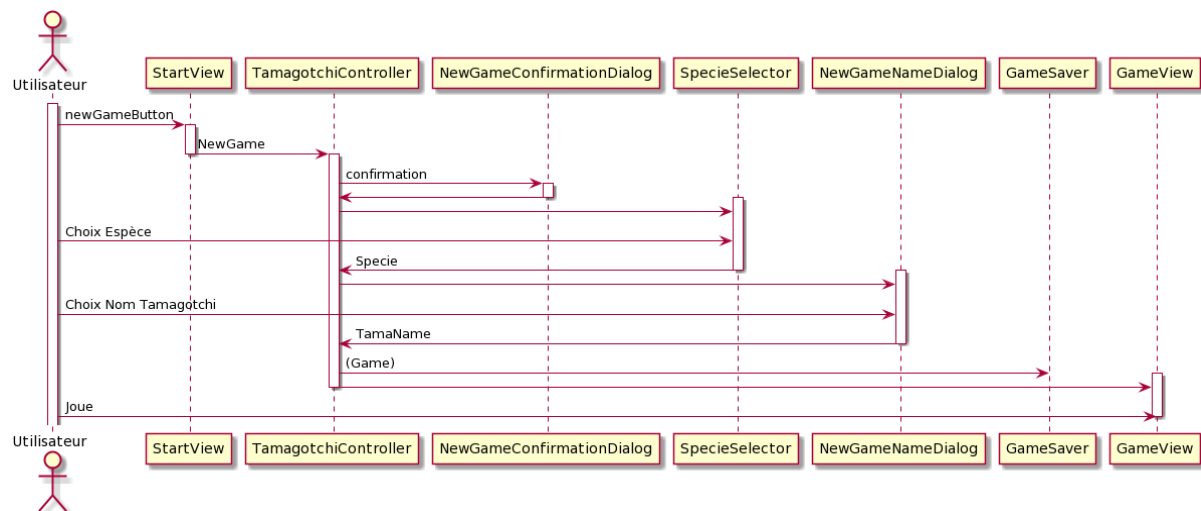 Utilisateur
StartView
TamagotchiController
NewGameConfirmationDialog
SpecieSelector
NewGameNameDialog
GameSaver
GameView
newGameButton
NewGame
confirmation
Choix Espèce
Specie
Choix Nom Tamagotchi
TamaName
(Game)
Joue
Utilisateur
StartView
TamagotchiController
NewGameConfirmationDialog
SpecieSelector
NewGameNameDialog
GameSaver
GameView